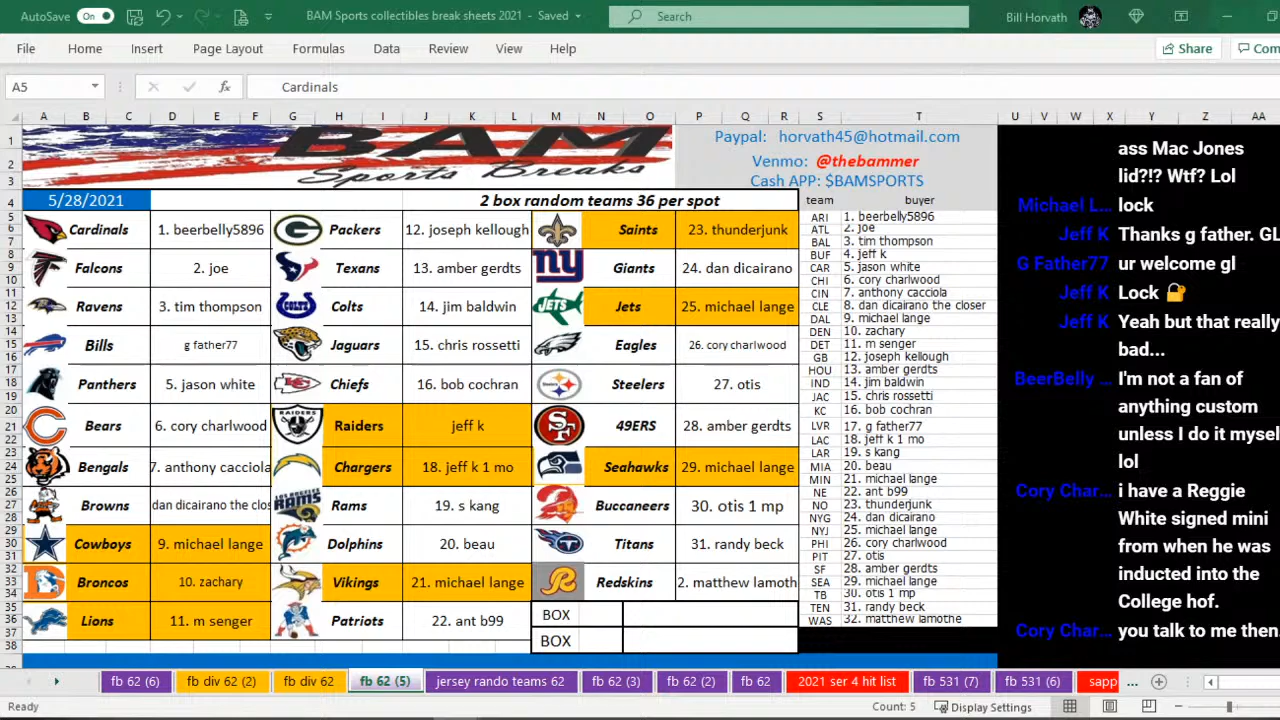 AutoSave On BAM Sports collectibles break sheets 2021 - Saved Search Bill Horvath
File Home Insert Page Layout Formulas Data Review View Help Share Com
A5 fx Cardinals
A B C D E F G H I J K L M N O P Q R S T U V W X Y Z AA
BAM
Sports Breaks
Paypal: horvath45@hotmail.com
Venmo: @thebammer
Cash APP: $BAMSPORTS
5/28/2021 2 box random teams 36 per spot team buyer
Cardinals 1. beerbelly5896 Packers 12. joseph kellough Saints 23. thunderjunk
Falcons 2. joe Texans 13. amber gerdts Giants 24. dan dicairano
Ravens 3. tim thompson Colts 14. jim baldwin Jets 25. michael lange
Bills g father77 Jaguars 15. chris rossetti Eagles 26. cory charlwood
Panthers 5. jason white Chiefs 16. bob cochran Steelers 27. otis
Bears 6. cory charlwood Raiders jeff k 49ERS 28. amber gerdts
Bengals 7. anthony cacciola Chargers 18. jeff k 1 mo Seahawks 29. michael lange
Browns dan dicairano the clos Rams 19. s kang Buccaneers 30. otis 1 mp
Cowboys 9. michael lange Dolphins 20. beau Titans 31. randy beck
Broncos 10. zachary Vikings 21. michael lange Redskins 2. matthew lamoth
Lions 11. m senger Patriots 22. ant b99 BOX
BOX
ARI 1. beerbelly5896
ATL 2. joe
BAL 3. tim thompson
BUF 4. jeff k
CAR 5. jason white
CHI 6. cory charlwood
CIN 7. anthony cacciola
CLE 8. dan dicairano the closer
DAL 9. michael lange
DEN 10. zachary
DET 11. m senger
GB 12. joseph kellough
HOU 13. amber gerdts
IND 14. jim baldwin
JAC 15. chris rossetti
KC 16. bob cochran
LVR 17. g father77
LAC 18. jeff k 1 mo
LAR 19. s kang
MIA 20. beau
MIN 21. michael lange
NE 22. ant b99
NO 23. thunderjunk
NYG 24. dan dicairano
NYJ 25. michael lange
PHI 26. cory charlwood
PIT 27. otis
SF 28. amber gerdts
SEA 29. michael lange
TB 30. otis 1 mp
TEN 31. randy beck
WAS 32. matthew lamothe
ass Mac Jones
lid?!? Wtf? Lol
Michael L... lock
Jeff K Thanks g father. GL
G Father77 ur welcome gl
Jeff K Lock 🔐
Jeff K Yeah but that really
bad...
BeerBelly ... I'm not a fan of
anything custom
unless I do it mysel
lol
Cory Char... i have a Reggie
White signed mini
from when he was
inducted into the
College hof.
Cory Char... you talk to me then.
fb 62 (6) fb div 62 (2) fb div 62 fb 62 (5) jersey rando teams 62 fb 62 (3) fb 62 (2) fb 62 2021 ser 4 hit list fb 531 (7) fb 531 (6) sapp ...
Ready Count: 5 Display Settings